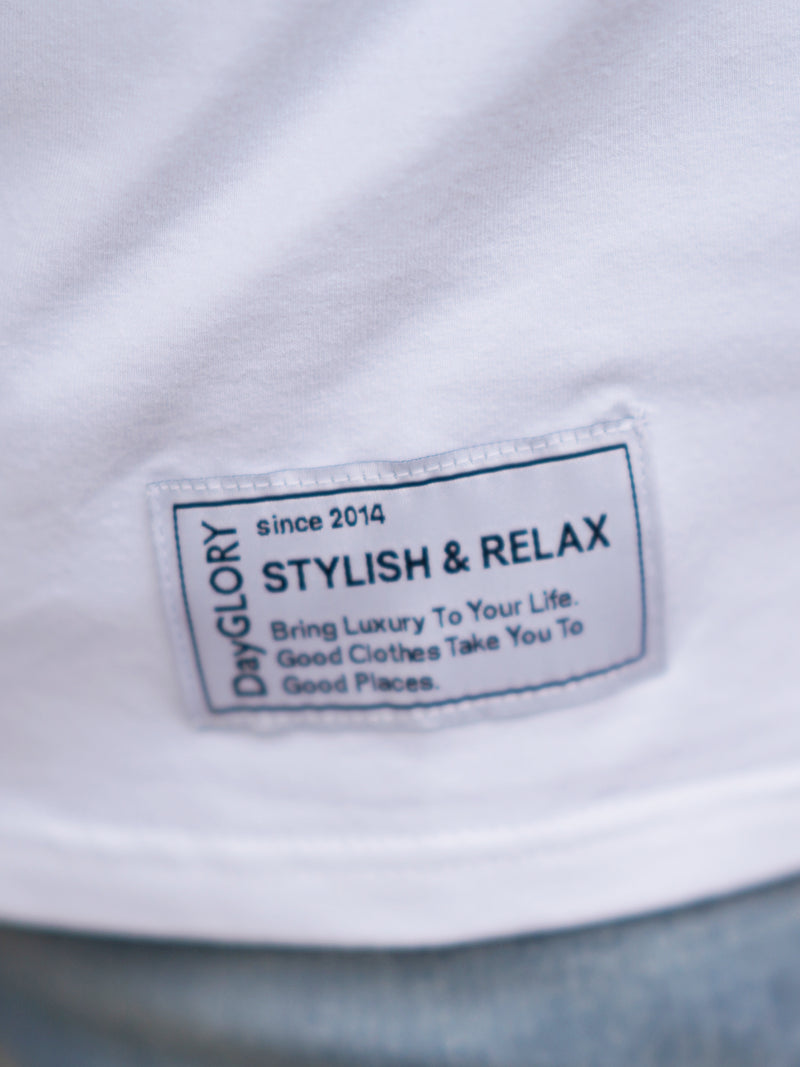 DayGLORY
since 2014
STYLISH & RELAX
Bring Luxury To Your Life.
Good Clothes Take You To
Good Places.